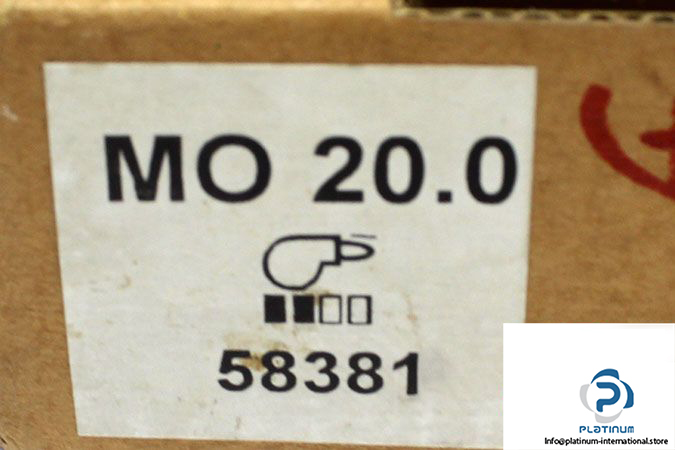 MO 20.0
58381
P
PLATINUM
Info@platinum-international.store